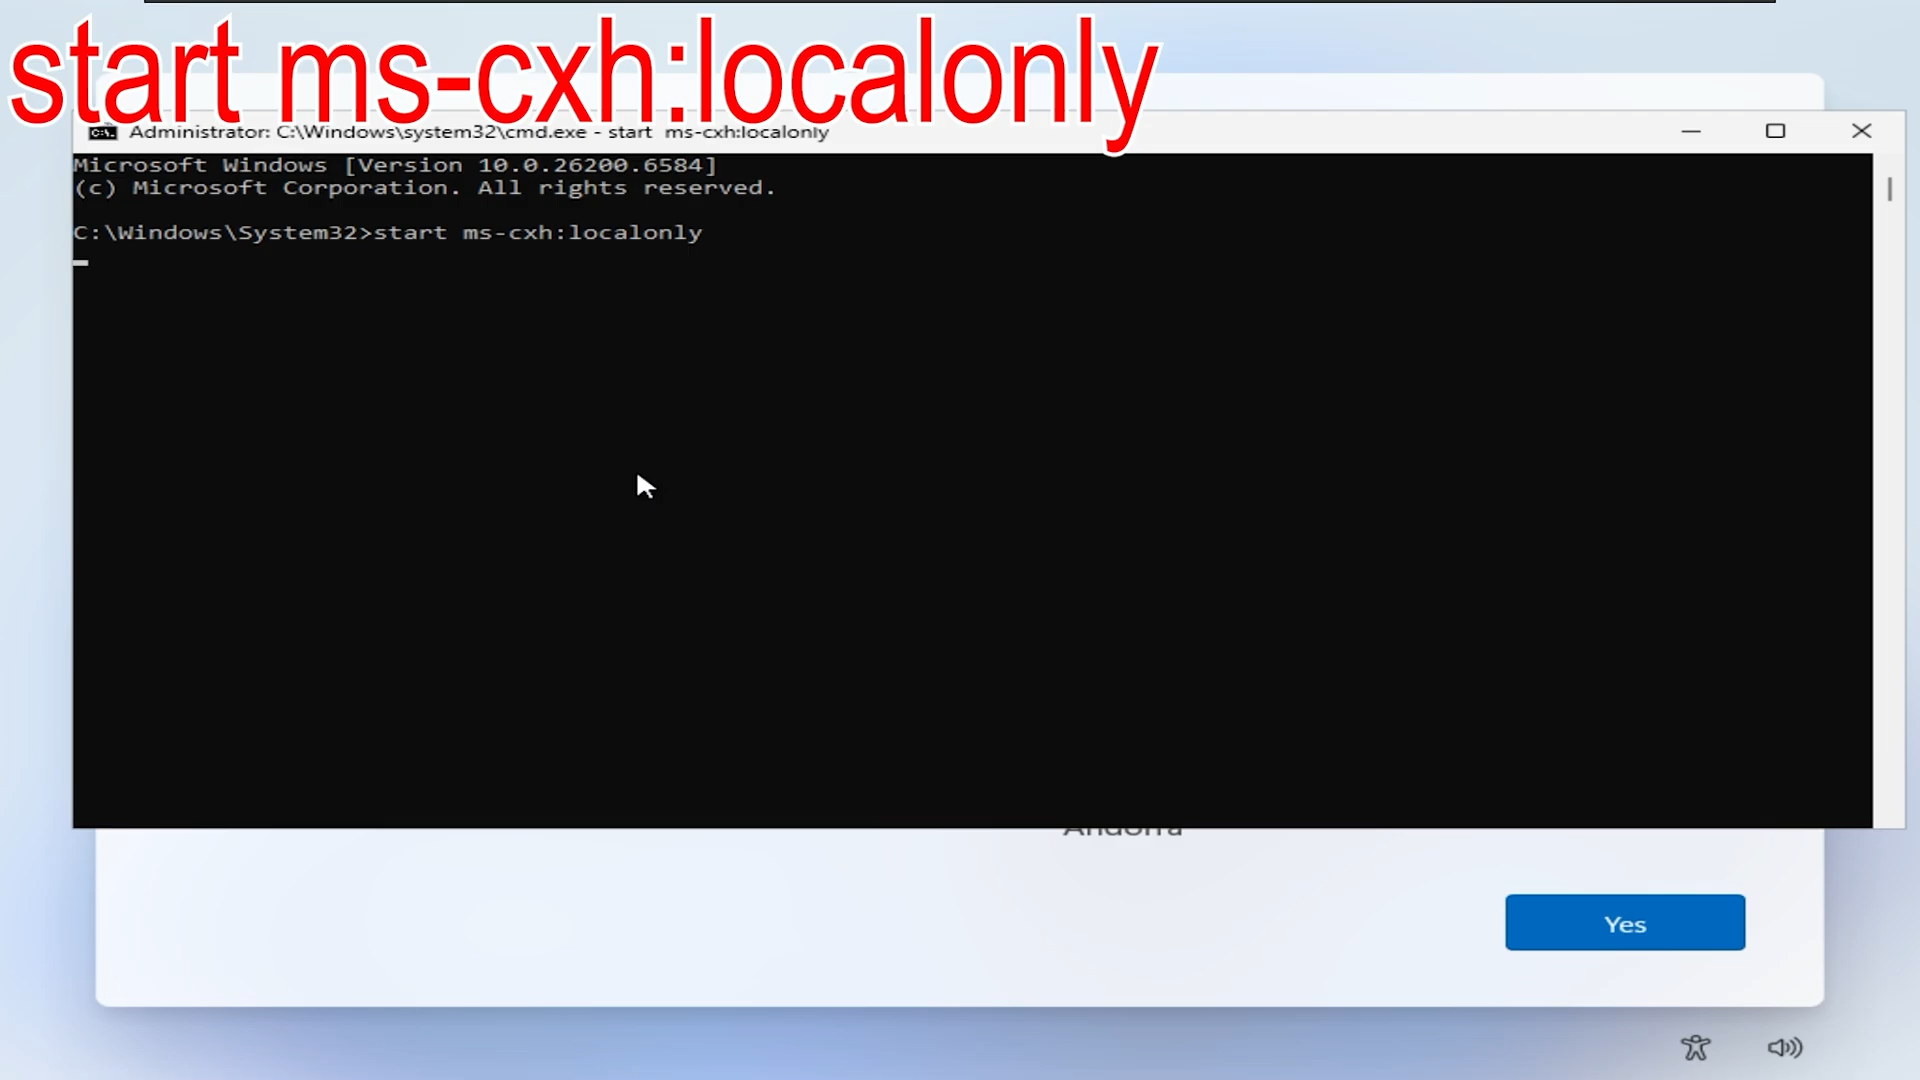 start ms-cxh:localonly
Administrator: C:\Windows\system32\cmd.exe - start  ms-cxh:localonly
Microsoft Windows [Version 10.0.26200.6584]
(c) Microsoft Corporation. All rights reserved.
C:\Windows\System32>start ms-cxh:localonly
Andorra
Yes